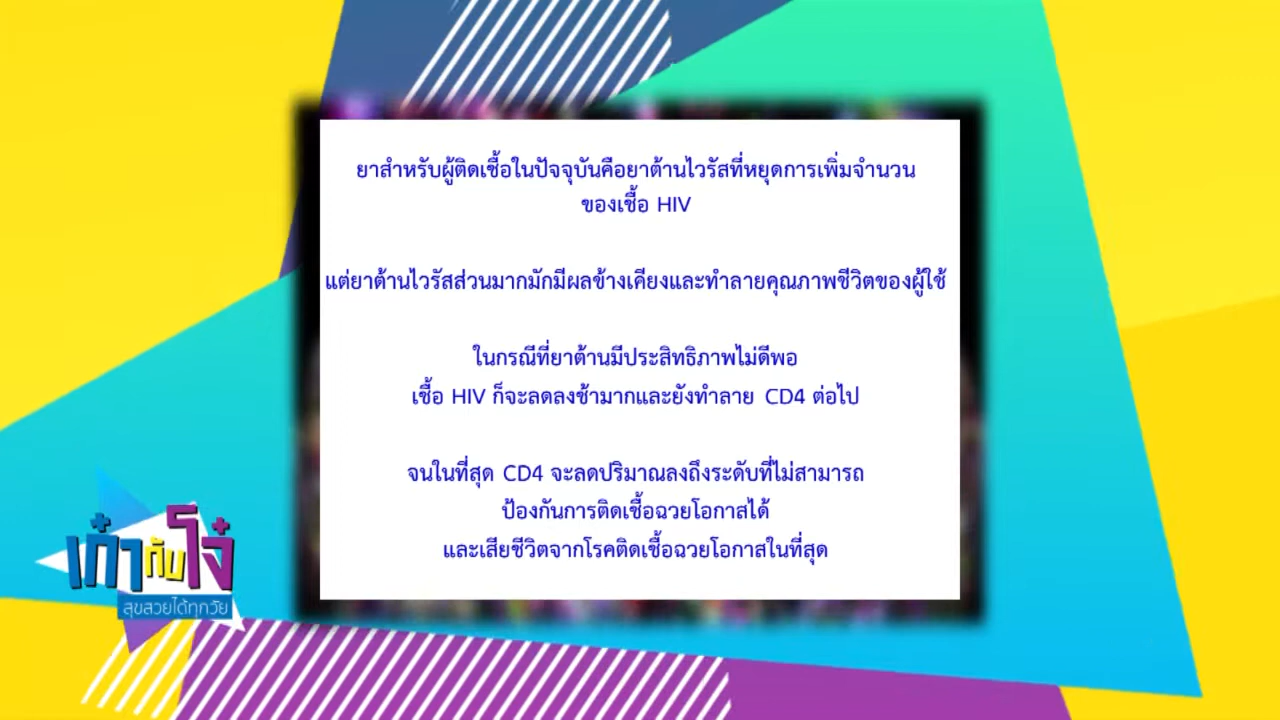 ยาสำหรับผู้ติดเชื้อในปัจจุบันคือยาต้านไวรัสที่หยุดการเพิ่มจำนวน
ของเชื้อ HIV
แต่ยาต้านไวรัสส่วนมากมักมีผลข้างเคียงและทำลายคุณภาพชีวิตของผู้ใช้
ในกรณีที่ยาต้านมีประสิทธิภาพไม่ดีพอ
เชื้อ HIV ก็จะลดลงช้ามากและยังทำลาย CD4 ต่อไป
จนในที่สุด CD4 จะลดปริมาณลงถึงระดับที่ไม่สามารถ
ป้องกันการติดเชื้อฉวยโอกาสได้
และเสียชีวิตจากโรคติดเชื้อฉวยโอกาสในที่สุด
เก๋ากับโจ๋
สุขสวยได้ทุกวัย